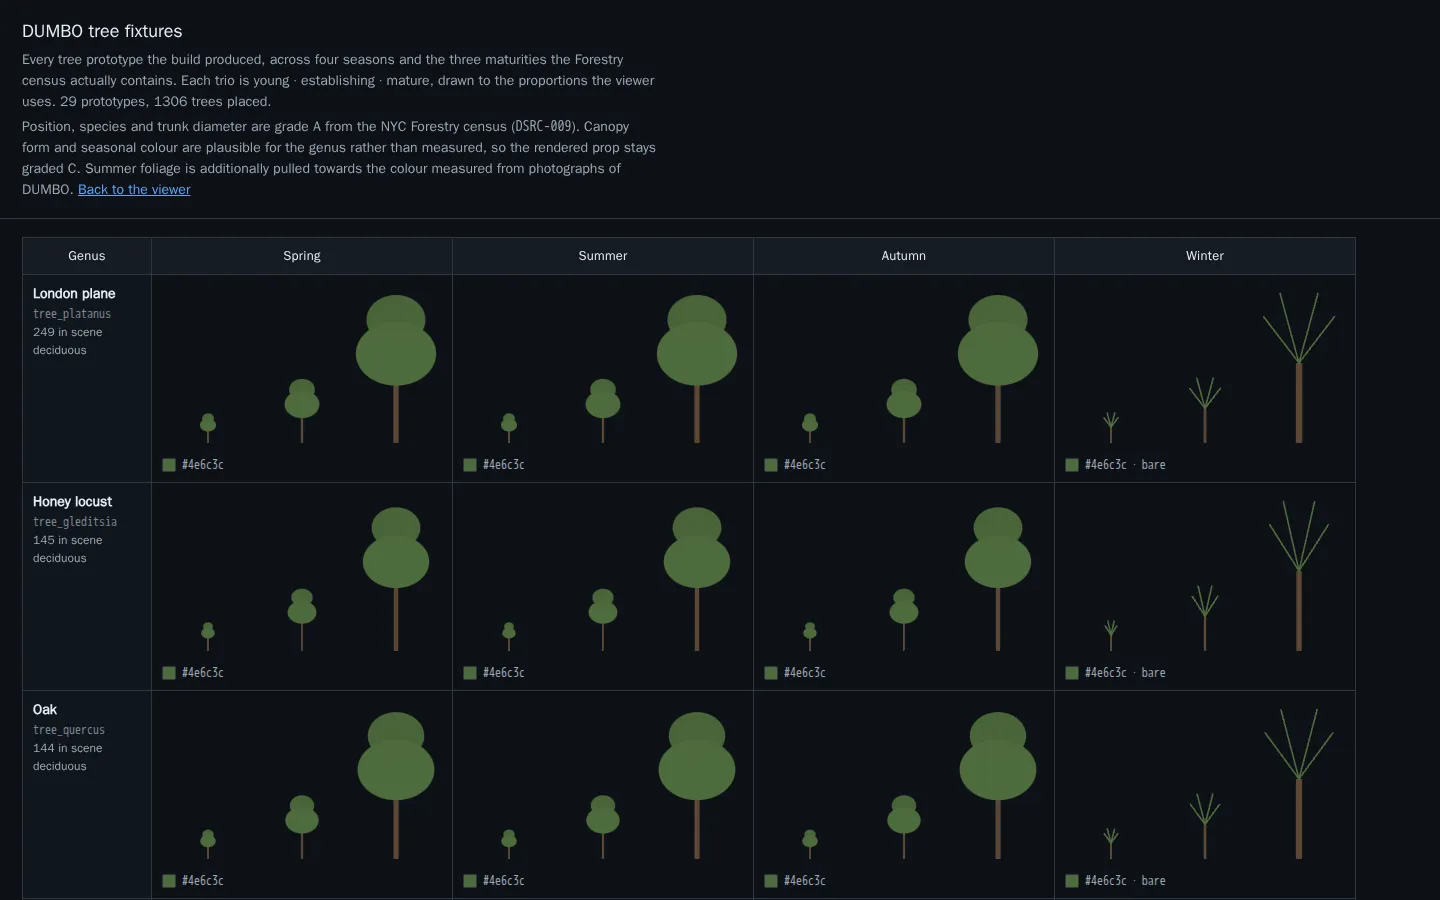 DUMBO tree fixtures
Every tree prototype the build produced, across four seasons and the three maturities the Forestry
census actually contains. Each trio is young · establishing · mature, drawn to the proportions the viewer
uses. 29 prototypes, 1306 trees placed.
Position, species and trunk diameter are grade A from the NYC Forestry census (DSRC-009). Canopy
form and seasonal colour are plausible for the genus rather than measured, so the rendered prop stays
graded C. Summer foliage is additionally pulled towards the colour measured from photographs of
DUMBO. Back to the viewer
Genus Spring Summer Autumn Winter
London plane
tree_platanus
249 in scene
deciduous
#4e6c3c #4e6c3c #4e6c3c #4e6c3c · bare
Honey locust
tree_gleditsia
145 in scene
deciduous
#4e6c3c #4e6c3c #4e6c3c #4e6c3c · bare
Oak
tree_quercus
144 in scene
deciduous
#4e6c3c #4e6c3c #4e6c3c #4e6c3c · bare